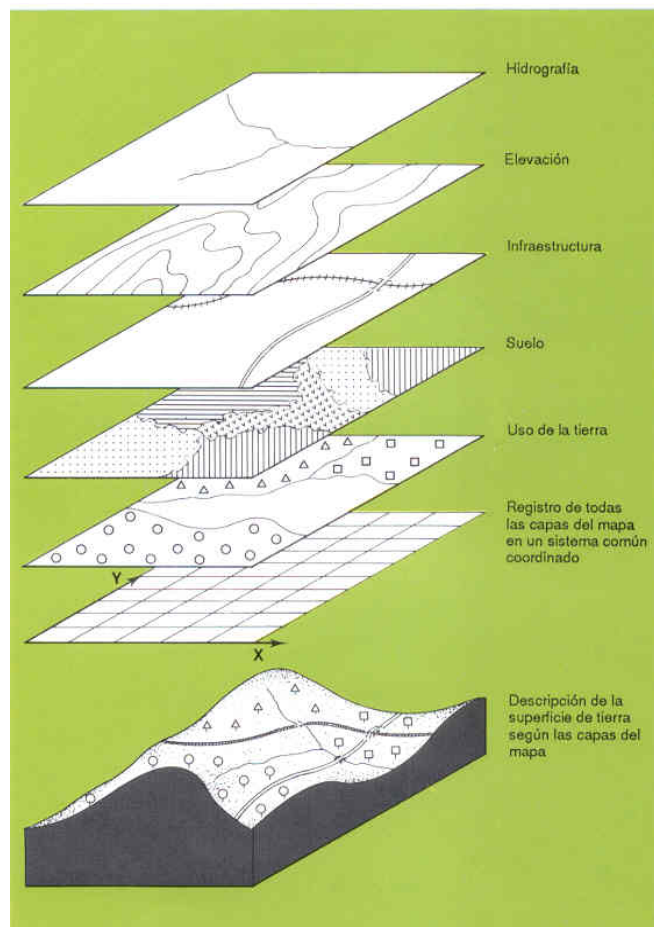 Hidrografía
Elevación
Infraestructura
Suelo
Uso de la tierra
Registro de todas
las capas del mapa
en un sistema común
coordinado
Y
X
Descripción de la
superficie de tierra
según las capas del
mapa